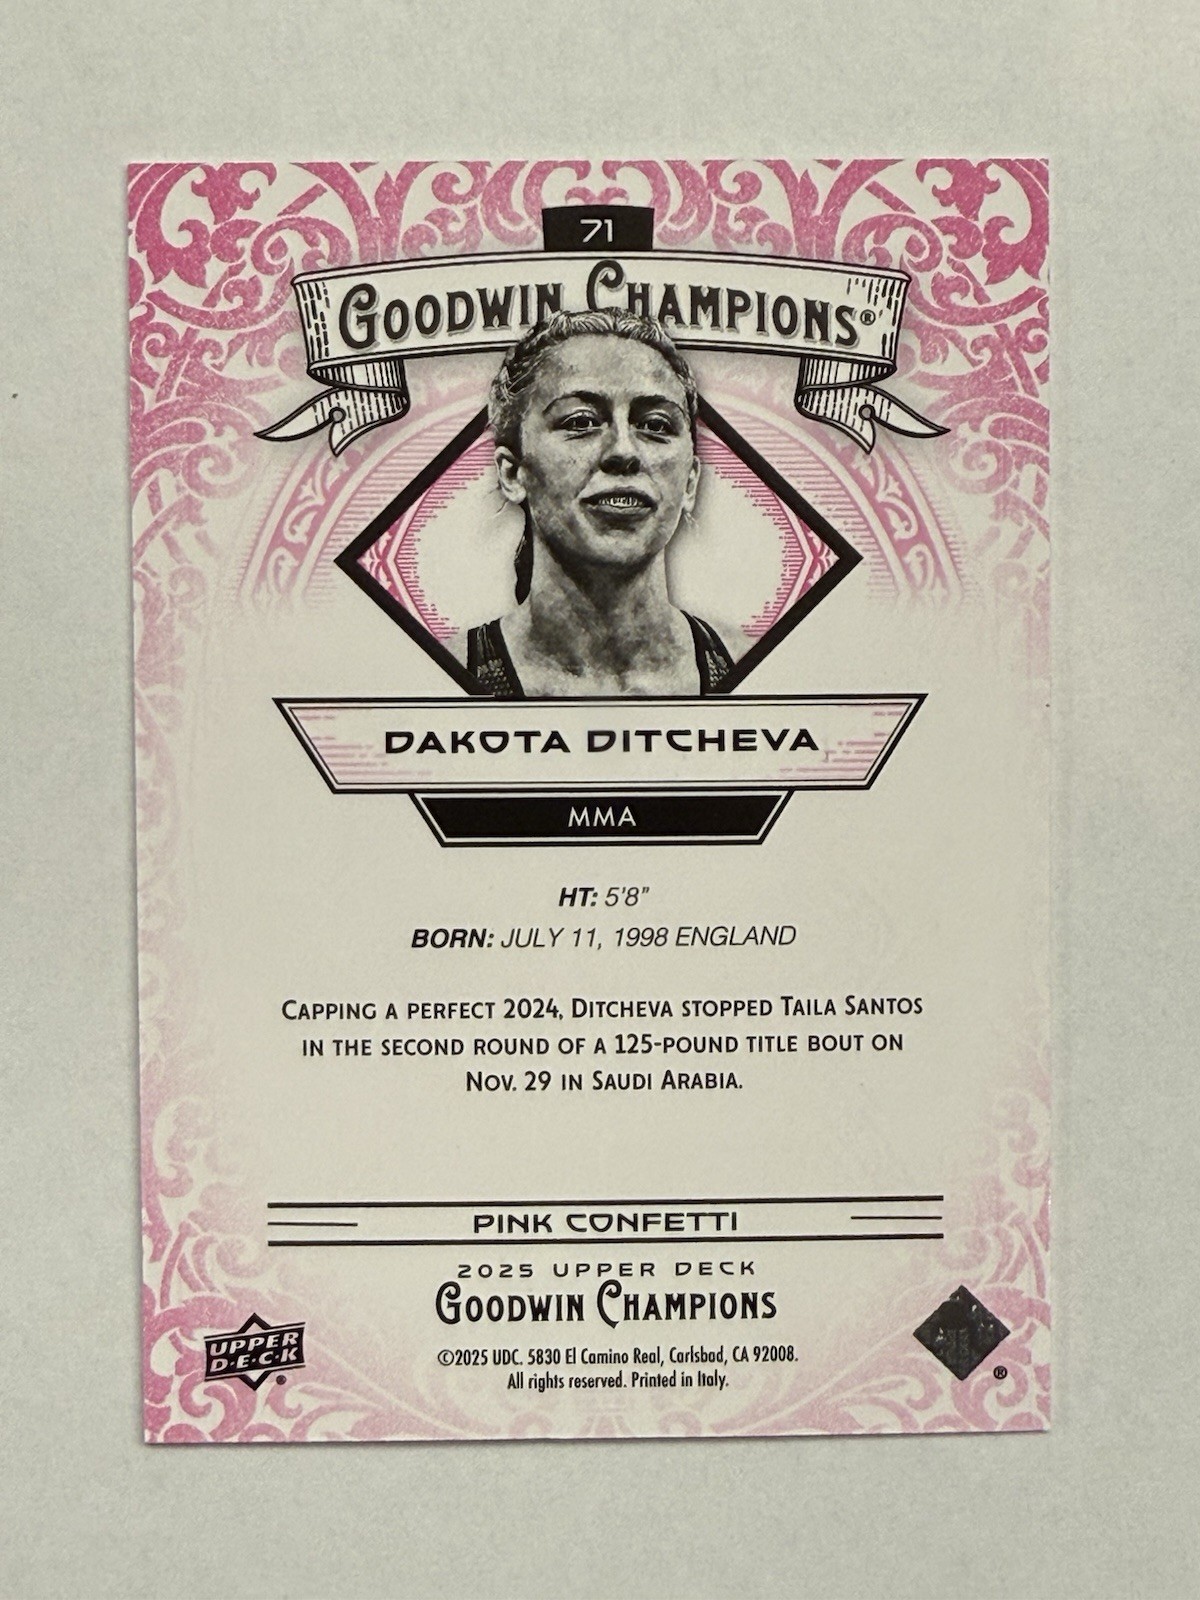 71
GOODWIN CHAMPIONS®
DAKOTA DITCHEVA
MMA
HT: 5'8"
BORN: JULY 11, 1998 ENGLAND
CAPPING A PERFECT 2024, DITCHEVA STOPPED TAILA SANTOS
IN THE SECOND ROUND OF A 125-POUND TITLE BOUT ON
NOV. 29 IN SAUDI ARABIA.
PINK CONFETTI
2025 UPPER DECK
GOODWIN CHAMPIONS
UPPER
D·E·C·K
®
©2025 UDC. 5830 El Camino Real, Carlsbad, CA 92008.
All rights reserved. Printed in Italy.
®